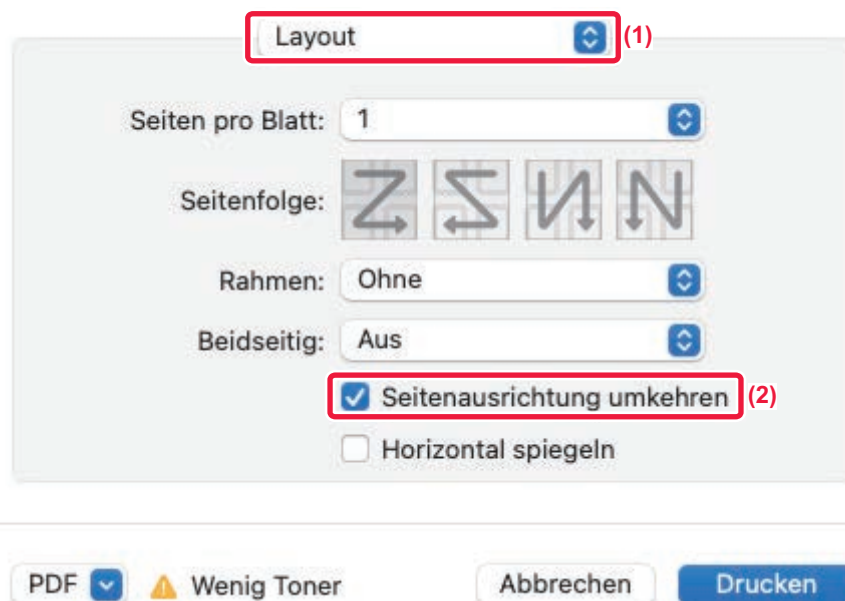 Layout (1)
Seiten pro Blatt: 1
Seitenfolge:
Rahmen: Ohne
Beidseitig: Aus
Seitenausrichtung umkehren (2)
Horizontal spiegeln
PDF Wenig Toner Abbrechen Drucken